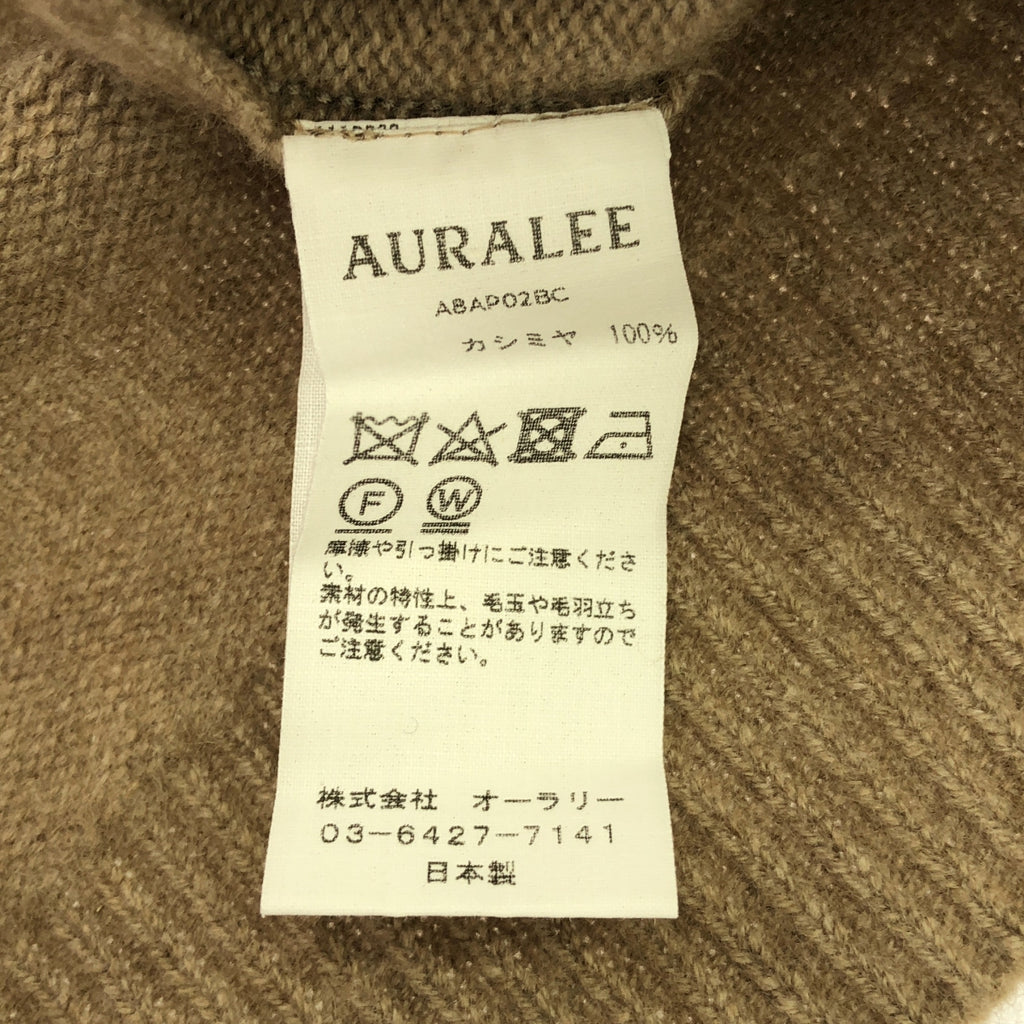 AURALEE
A8AP02BC
カシミヤ 100%
F W
摩擦や引っ掛けにご注意くださ
い。
素材の特性上、毛玉や毛羽立ち
が発生することがありますので
ご注意ください。
株式会社 オーラリー
03-6427-7141
日本製